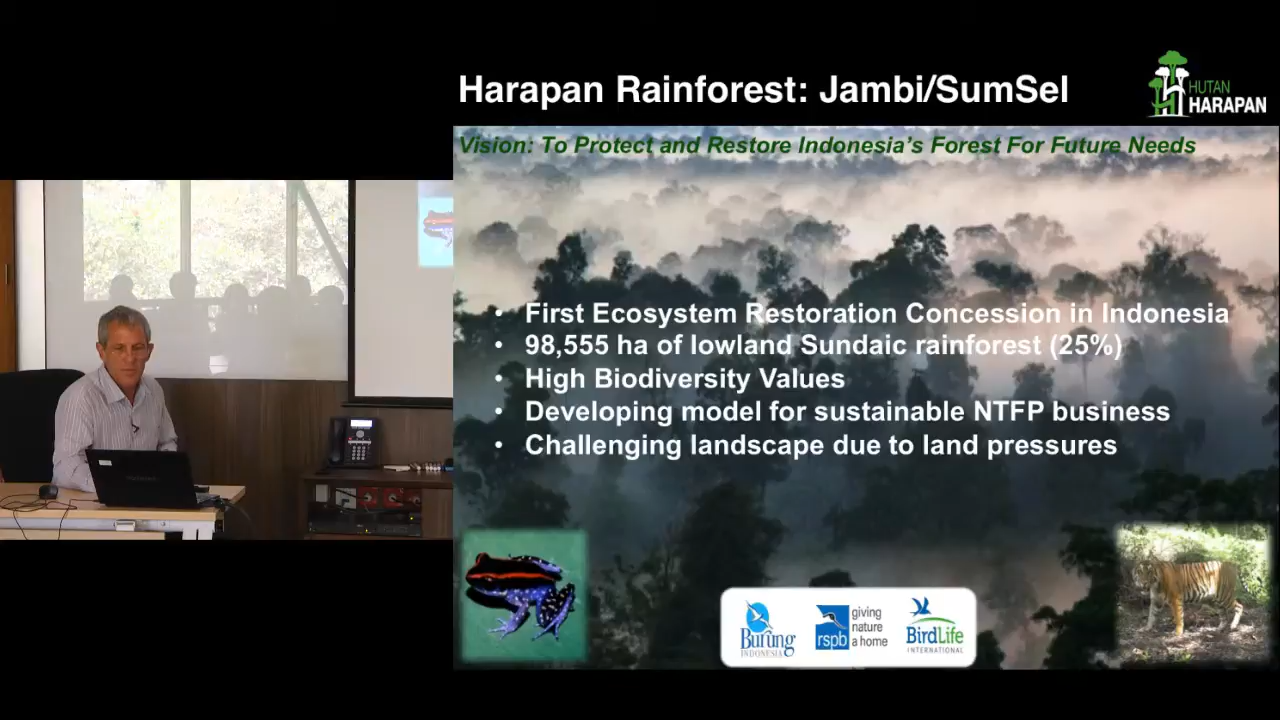 Harapan Rainforest: Jambi/SumSel
HUTAN
HARAPAN
Vision: To Protect and Restore Indonesia's Forest For Future Needs
• First Ecosystem Restoration Concession in Indonesia
• 98,555 ha of lowland Sundaic rainforest (25%)
• High Biodiversity Values
• Developing model for sustainable NTFP business
• Challenging landscape due to land pressures
Burung
INDONESIA
rspb
giving
nature
a home
BirdLife
INTERNATIONAL